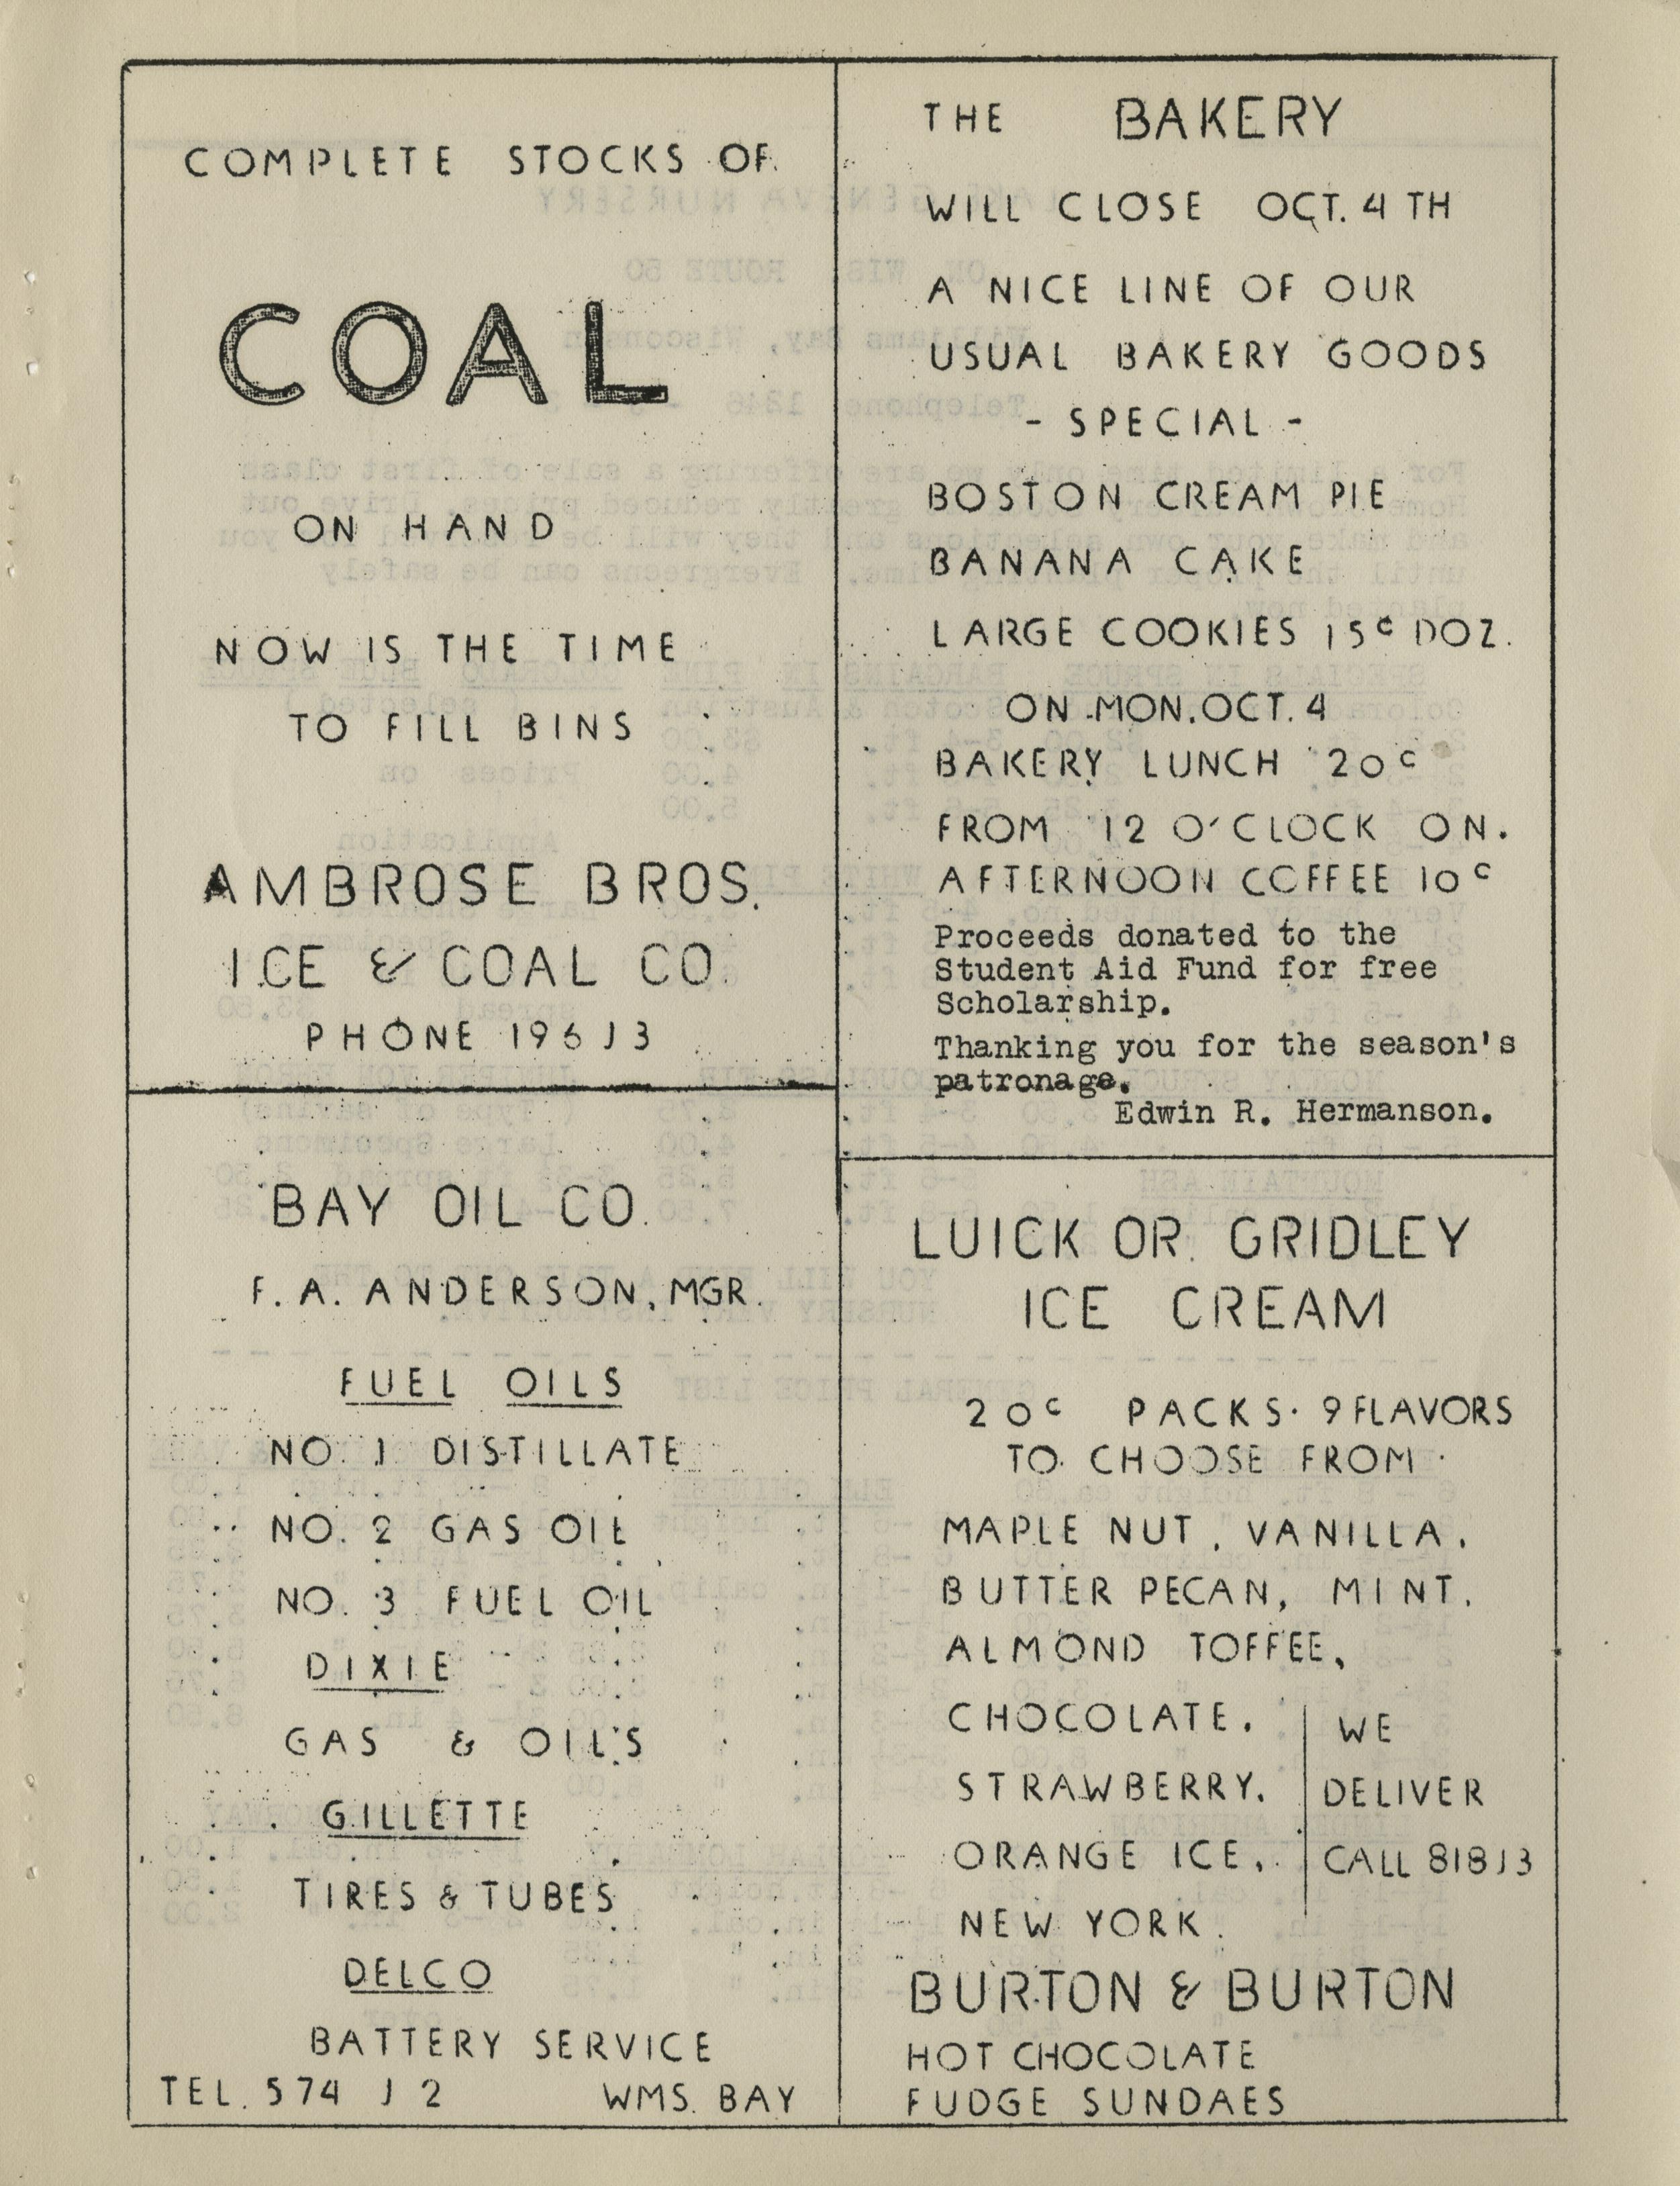 COMPLETE STOCKS OF
COAL
ON HAND
NOW IS THE TIME
TO FILL BINS
AMBROSE BROS.
ICE & COAL CO.
PHONE 196 J 3
BAY OIL CO.
F. A. ANDERSON, MGR.
FUEL OILS
NO. 1 DISTILLATE
NO. 2 GAS OIL
NO. 3 FUEL OIL
DIXIE
GAS & OIL'S
GILLETTE
TIRES & TUBES
DELCO
BATTERY SERVICE
TEL. 574 J 2 WMS. BAY
THE BAKERY
WILL CLOSE OCT. 4 TH
A NICE LINE OF OUR
USUAL BAKERY GOODS
- SPECIAL -
BOSTON CREAM PIE
BANANA CAKE
LARGE COOKIES 15¢ DOZ.
ON MON. OCT. 4
BAKERY LUNCH 20¢
FROM 12 O'CLOCK ON.
AFTERNOON COFFEE 10¢
Proceeds donated to the
Student Aid Fund for free
Scholarship.
Thanking you for the season's
patronage.
Edwin R. Hermanson.
LUICK OR GRIDLEY
ICE CREAM
20¢ PACKS. 9 FLAVORS
TO CHOOSE FROM
MAPLE NUT, VANILLA,
BUTTER PECAN, MINT.
ALMOND TOFFEE,
CHOCOLATE.
STRAWBERRY.
ORANGE ICE,
NEW YORK.
WE
DELIVER
CALL 818 J 3
BURTON & BURTON
HOT CHOCOLATE
FUDGE SUNDAES